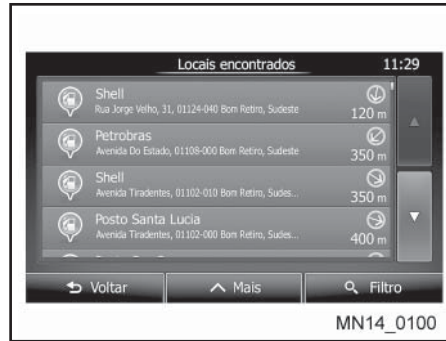 Locais encontrados 11:29
Shell
Rua Jorge Velho, 31, 01124-040 Bom Retiro, Sudeste
120 m
Petrobras
Avenida Do Estado, 01108-000 Bom Retiro, Sudeste
350 m
Shell
Avenida Tiradentes, 01102-010 Bom Retiro, Sudes...
350 m
Posto Santa Lucia
Avenida Tiradentes, 01102-000 Bom Retiro, Sudes...
400 m
Voltar Mais Filtro
MN14_0100